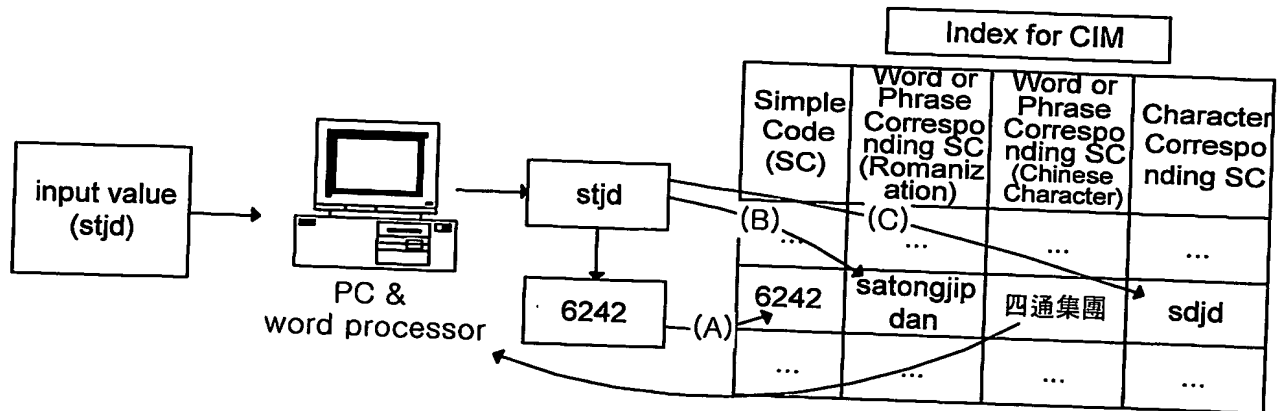 Index for CIM
Simple
Code
(SC)
Word or
Phrase
Correspo
nding SC
(Romaniz
ation)
Word or
Phrase
Correspo
nding SC
(Chinese
Character)
Character
Correspo
nding SC
input value
(stjd)
PC &
word processor
stjd
6242
(A)
(B)
(C)
... ... ... ...
6242
satongjip
dan
四通集團
sdjd
... ... ... ...